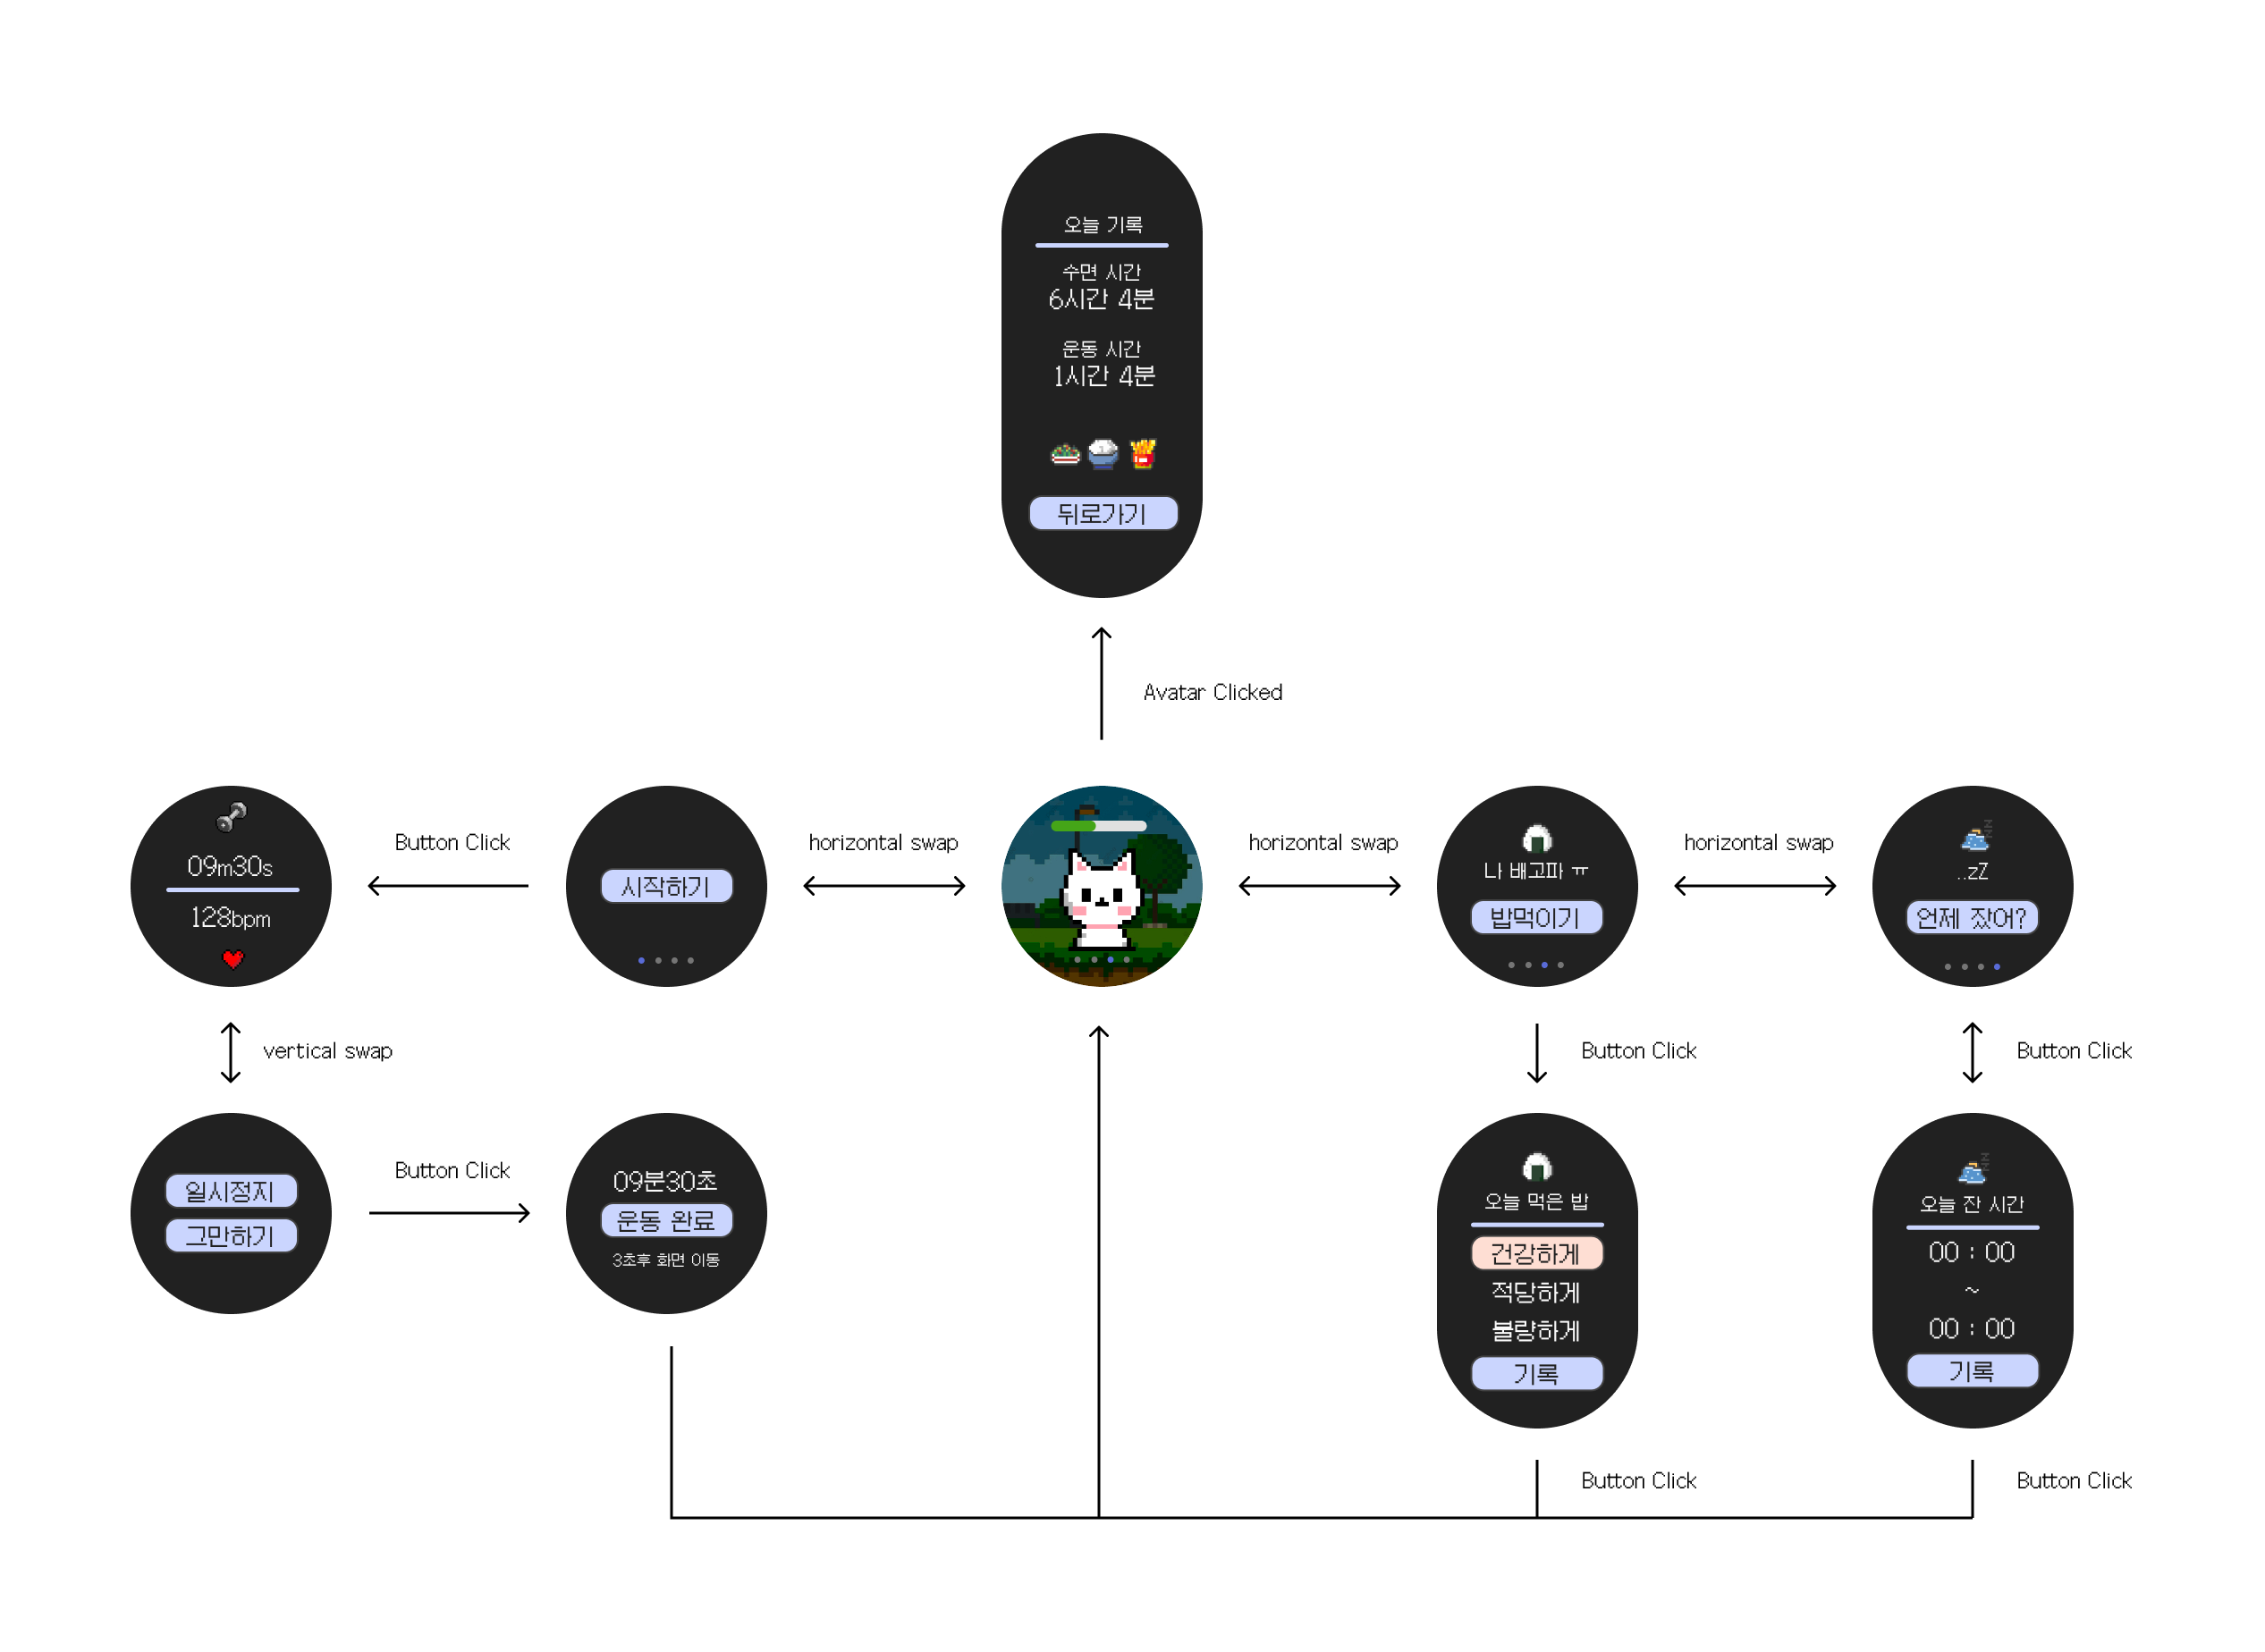 오늘 기록
수면 시간
6시간 4분
운동 시간
1시간 4분
뒤로가기
Avatar Clicked
09m30s
128bpm
Button Click
시작하기
horizontal swap
horizontal swap
나 배고파 ㅠ
밥먹이기
horizontal swap
..zZ
언제 잤어?
vertical swap
Button Click
Button Click
일시정지
그만하기
Button Click
09분30초
운동 완료
3초후 화면 이동
오늘 먹은 밥
건강하게
적당하게
불량하게
기록
오늘 잔 시간
00 : 00
~
00 : 00
기록
Button Click
Button Click